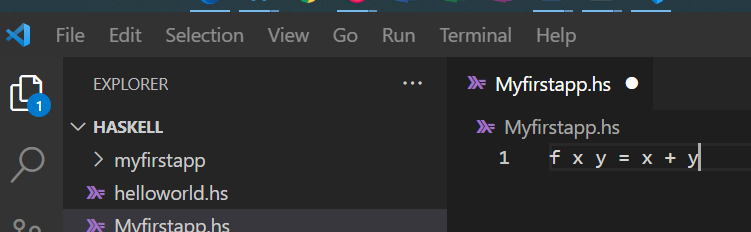 File Edit Selection View Go Run Terminal Help
EXPLORER ...
Myfirstapp.hs
1
HASKELL
Myfirstapp.hs
myfirstapp
1 f x y = x + y
helloworld.hs
Myfirstapp.hs